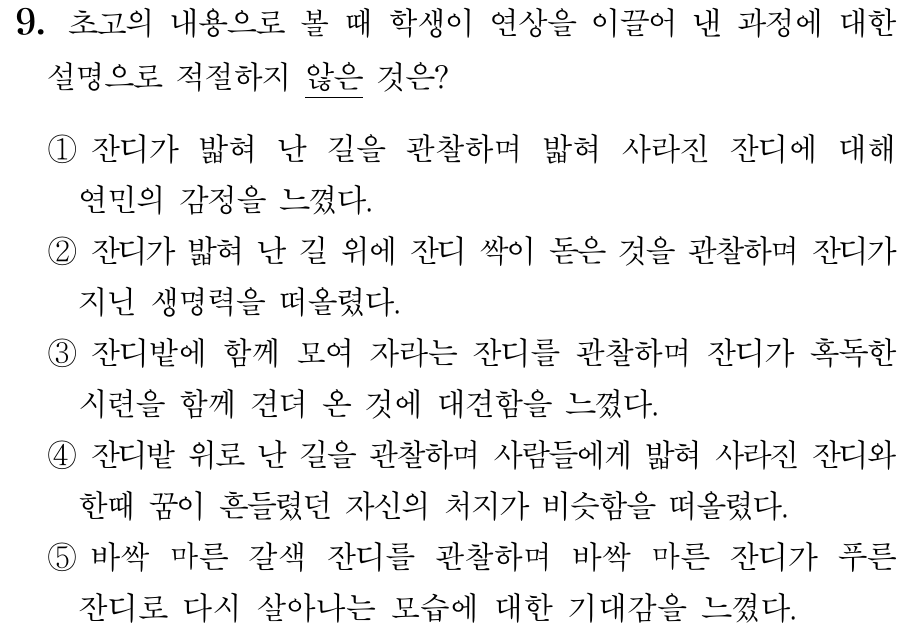 9. 초고의 내용으로 볼 때 학생이 연상을 이끌어 낸 과정에 대한
설명으로 적절하지 않은 것은?
① 잔디가 밟혀 난 길을 관찰하며 밟혀 사라진 잔디에 대해
연민의 감정을 느꼈다.
② 잔디가 밟혀 난 길 위에 잔디 싹이 돋은 것을 관찰하며 잔디가
지닌 생명력을 떠올렸다.
③ 잔디밭에 함께 모여 자라는 잔디를 관찰하며 잔디가 혹독한
시련을 함께 견뎌 온 것에 대견함을 느꼈다.
④ 잔디밭 위로 난 길을 관찰하며 사람들에게 밟혀 사라진 잔디와
한때 꿈이 흔들렸던 자신의 처지가 비슷함을 떠올렸다.
⑤ 바싹 마른 갈색 잔디를 관찰하며 바싹 마른 잔디가 푸른
잔디로 다시 살아나는 모습에 대한 기대감을 느꼈다.